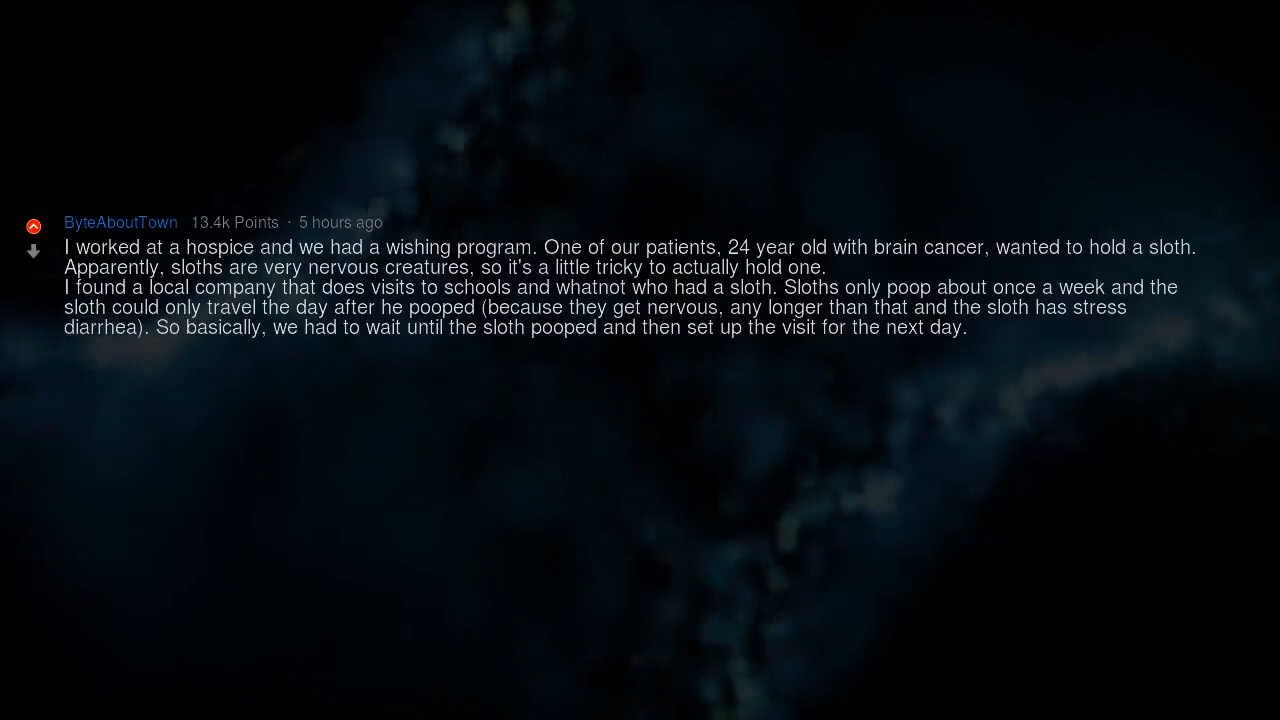 ByteAboutTown 13.4k Points · 5 hours ago
I worked at a hospice and we had a wishing program. One of our patients, 24 year old with brain cancer, wanted to hold a sloth.
Apparently, sloths are very nervous creatures, so it's a little tricky to actually hold one.
I found a local company that does visits to schools and whatnot who had a sloth. Sloths only poop about once a week and the
sloth could only travel the day after he pooped (because they get nervous, any longer than that and the sloth has stress
diarrhea). So basically, we had to wait until the sloth pooped and then set up the visit for the next day.